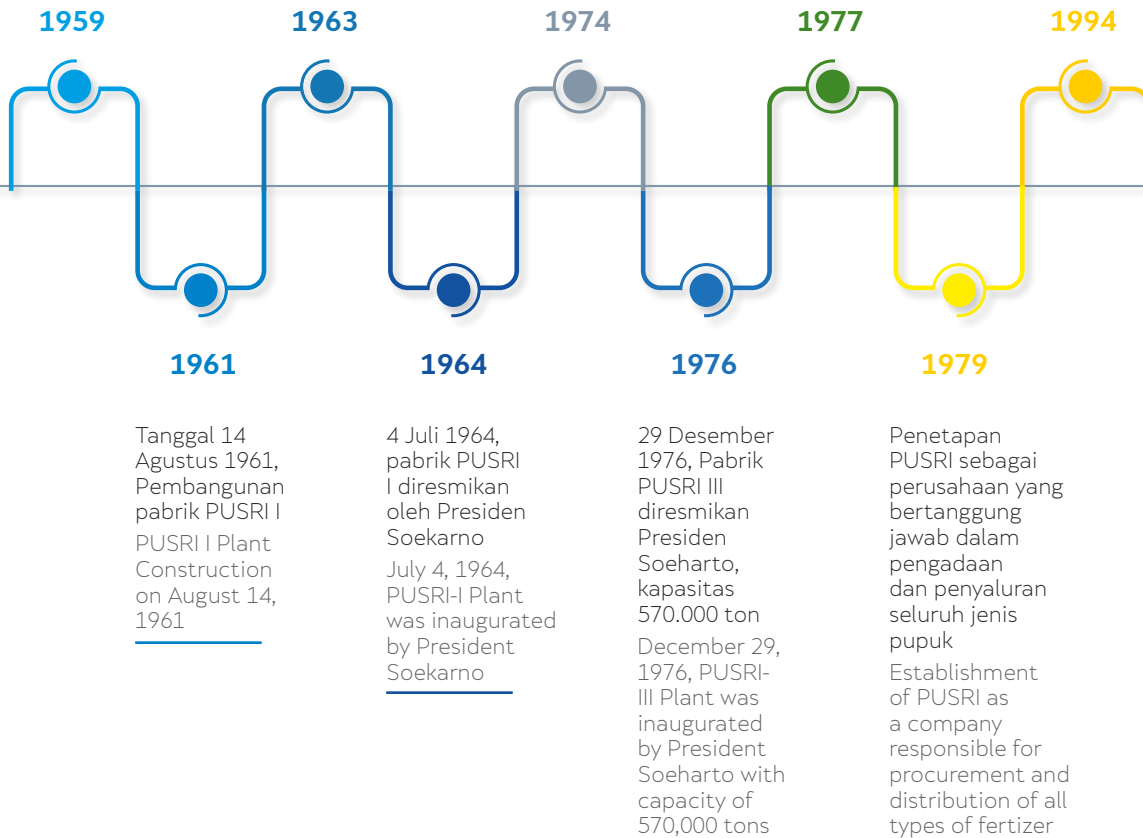 1959
1963
1974
1977
1994
1961
1964
1976
1979
Tanggal 14
Agustus 1961,
Pembangunan
pabrik PUSRI I
PUSRI I Plant
Construction
on August 14,
1961
4 Juli 1964,
pabrik PUSRI
I diresmikan
oleh Presiden
Soekarno
July 4, 1964,
PUSRI-I Plant
was inaugurated
by President
Soekarno
29 Desember
1976, Pabrik
PUSRI III
diresmikan
Presiden
Soeharto,
kapasitas
570.000 ton
December 29,
1976, PUSRI-
III Plant was
inaugurated
by President
Soeharto with
capacity of
570,000 tons
Penetapan
PUSRI sebagai
perusahaan yang
bertanggung
jawab dalam
pengadaan
dan penyaluran
seluruh jenis
pupuk
Establishment
of PUSRI as
a company
responsible for
procurement and
distribution of all
types of fertizer